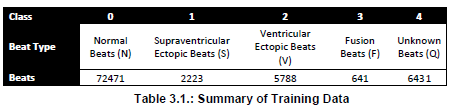 Class 0 1 2 3 4
Beat Type Normal Beats (N) Supraventricular Ectopic Beats (S) Ventricular Ectopic Beats (V) Fusion Beats (F) Unknown Beats (Q)
Beats 72471 2223 5788 641 6431
Table 3.1.: Summary of Training Data